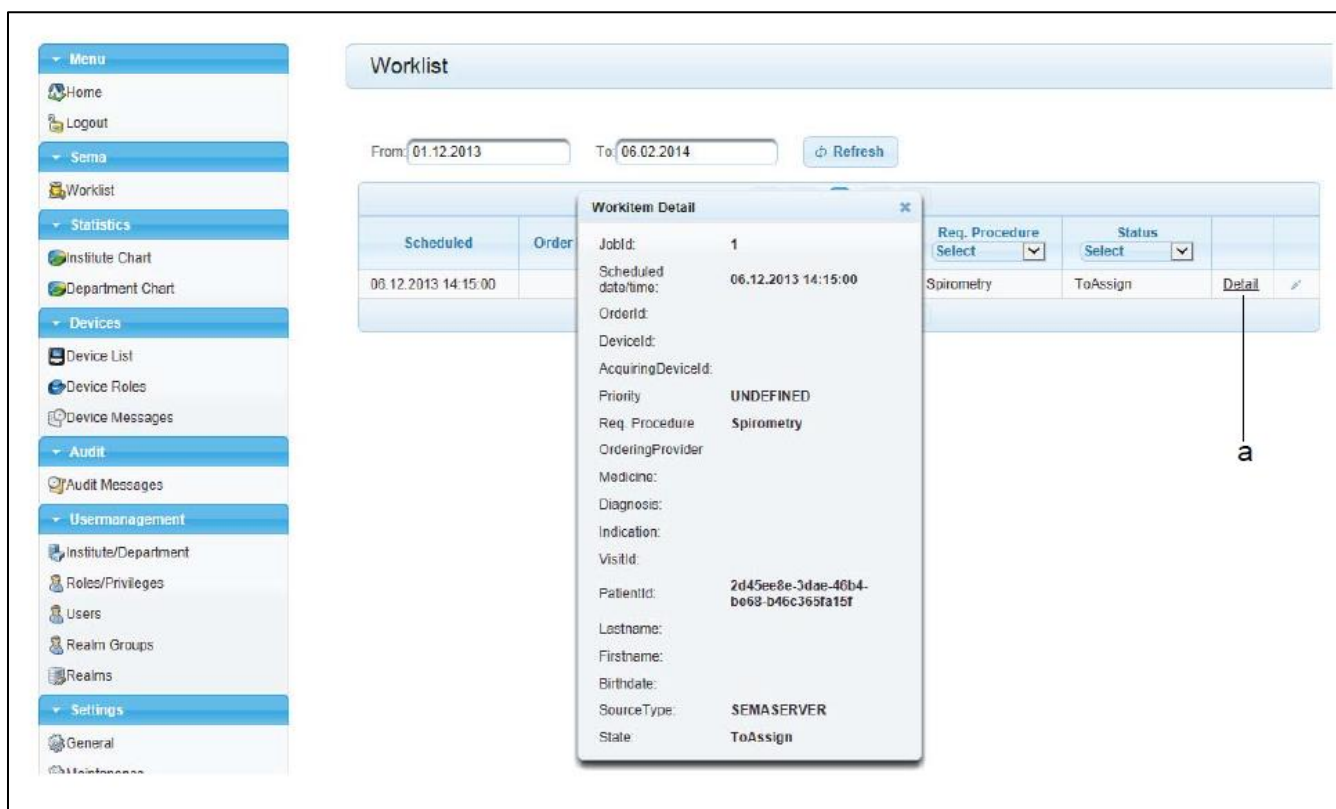 Menu
Home
Logout
Sema
Worklist
Statistics
Institute Chart
Department Chart
Devices
Device List
Device Roles
Device Messages
Audit
Audit Messages
Usermanagement
Institute/Department
Roles/Privileges
Users
Realm Groups
Realms
Settings
General
Worklist
From: 01.12.2013 To: 06.02.2014 Refresh
Scheduled Order Req. Procedure Status
Select Select
06.12.2013 14:15:00 Spirometry ToAssign Detail
a
Workitem Detail
JobId: 1
Scheduled
date/time: 06.12.2013 14:15:00
OrderId:
DeviceId:
AcquiringDeviceId:
Priority UNDEFINED
Req. Procedure Spirometry
OrderingProvider
Medicine:
Diagnosis:
Indication:
VisitId:
PatientId: 2d45ee8e-3dae-46b4-
be68-b46c365fa15f
Lastname:
Firstname:
Birthdate:
SourceType: SEMASERVER
State ToAssign